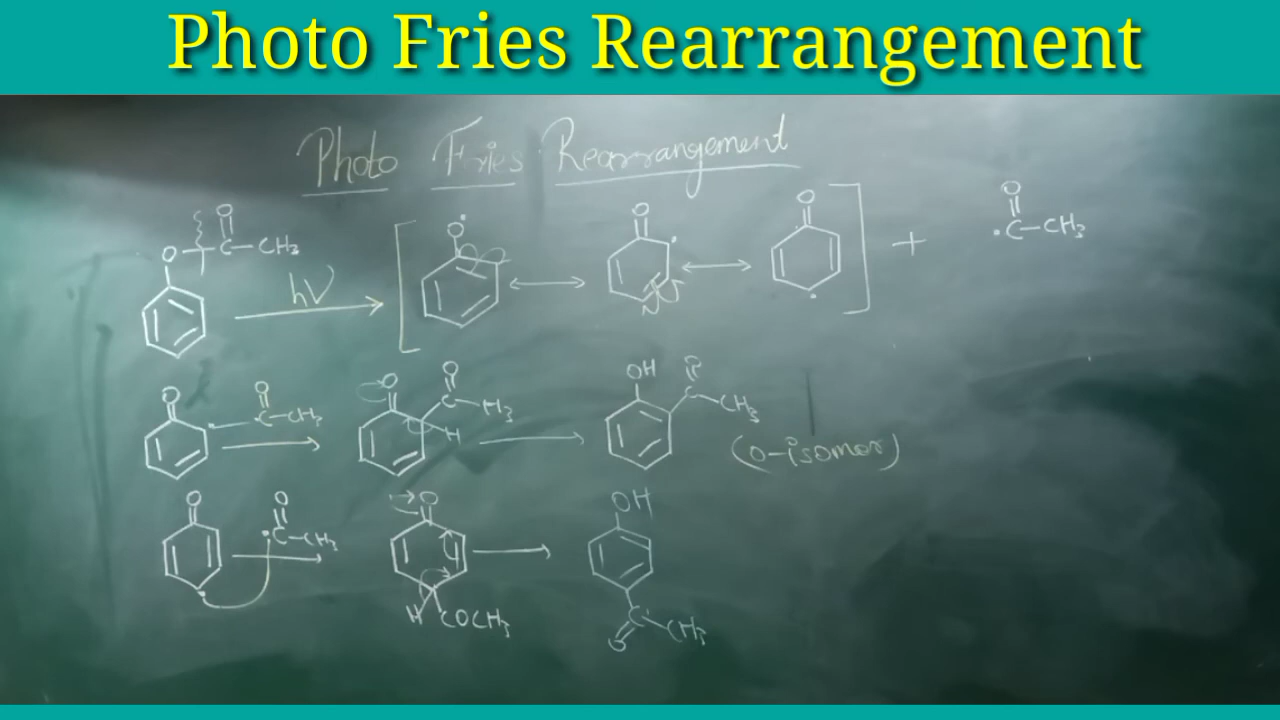 Photo Fries Rearrangement
Photo Fries Rearrangement
O O C-CH3
hν
O O O + O .C-CH3
O O C-CH3
O O C CH3 H
OH O C CH3
(o-isomer)
O O C-CH3
O H COCH3
OH C CH3 O